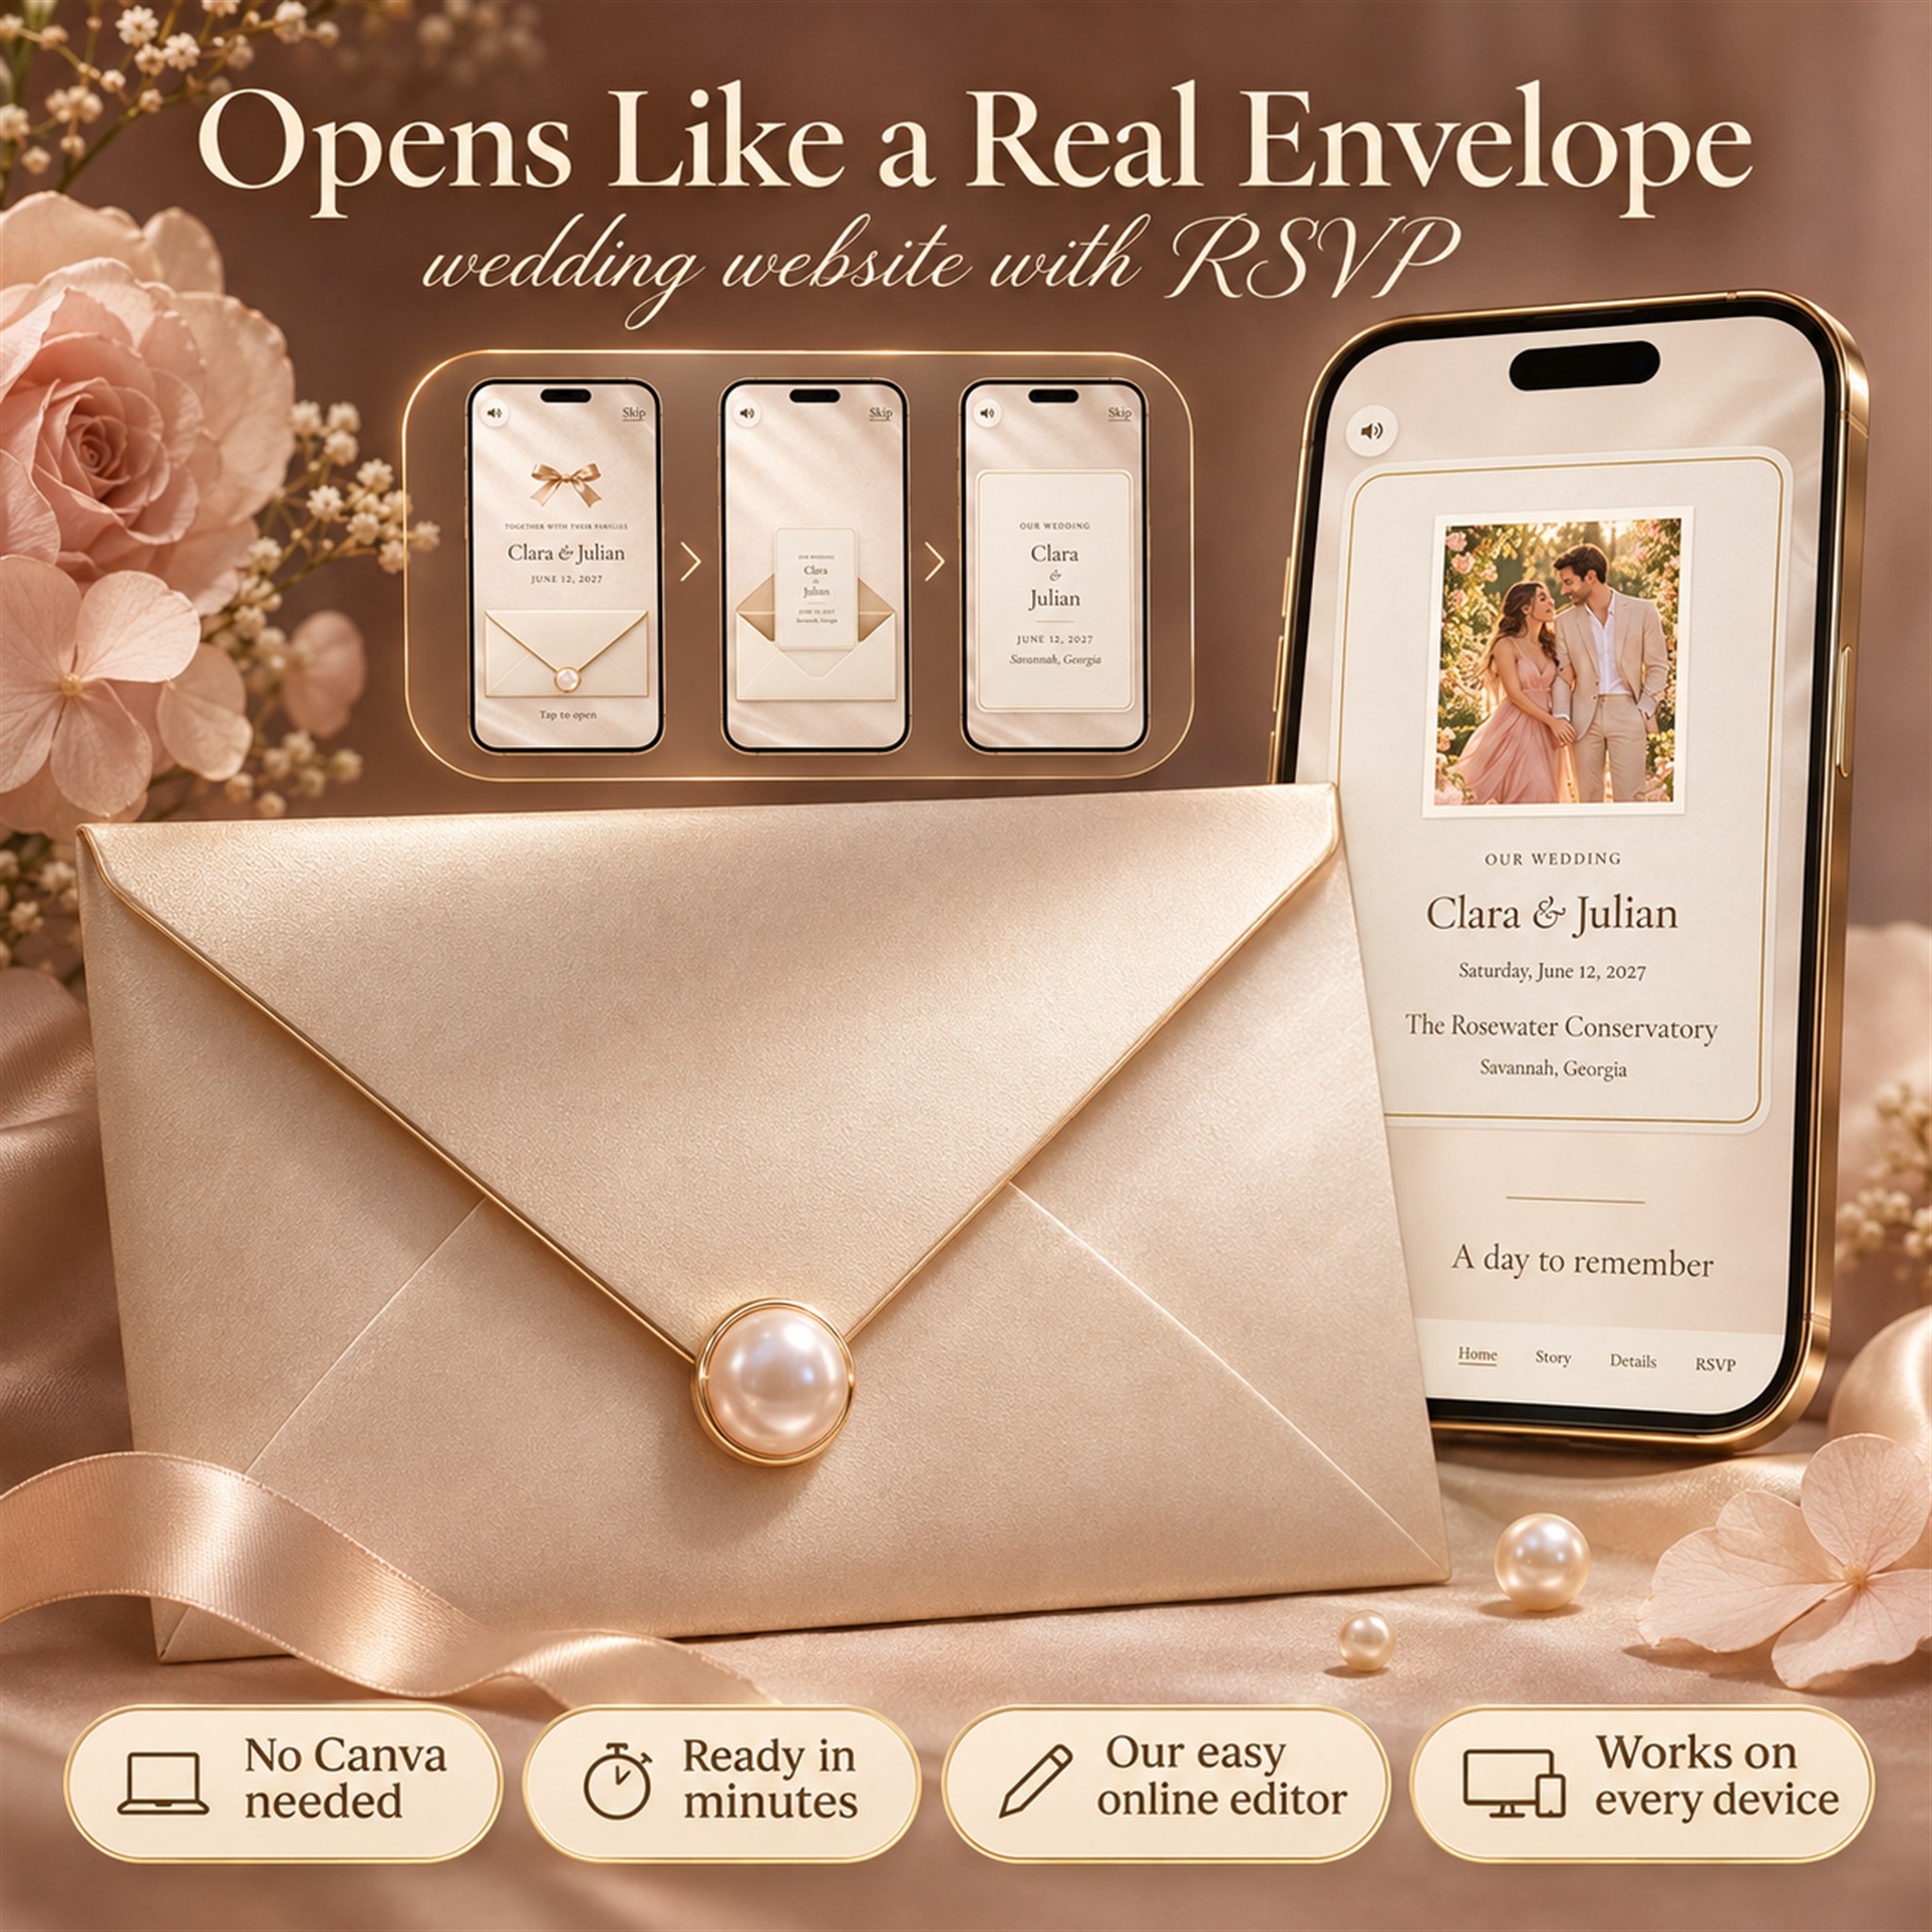 Opens Like a Real Envelope
wedding website with RSVP
Skip
TOGETHER WITH THEIR FAMILIES
Clara & Julian
JUNE 12, 2027
Tap to open
Skip
OUR WEDDING
Clara
&
Julian
Savannah, Georgia
Skip
OUR WEDDING
Clara
&
Julian
JUNE 12, 2027
Savannah, Georgia
OUR WEDDING
Clara & Julian
Saturday, June 12, 2027
The Rosewater Conservatory
Savannah, Georgia
A day to remember
Home Story Details RSVP
No Canva
needed
Ready in
minutes
Our easy
online editor
Works on
every device